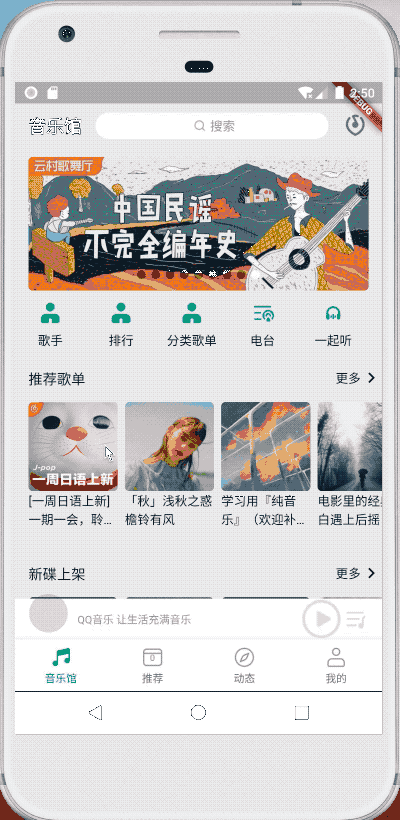 2:50
DEBUG
音乐馆
搜索
云村歌舞厅
中国民谣
不完全编年史
歌手 排行 分类歌单 电台 一起听
推荐歌单 更多
J-pop
一周日语上新
[一周日语上新]
一期一会，聆...
「秋」浅秋之惑
檐铃有风
学习用『纯音
乐』（欢迎补...
电影里的经
白遇上后摇
新碟上架 更多
QQ音乐 让生活充满音乐
音乐馆 推荐 动态 我的